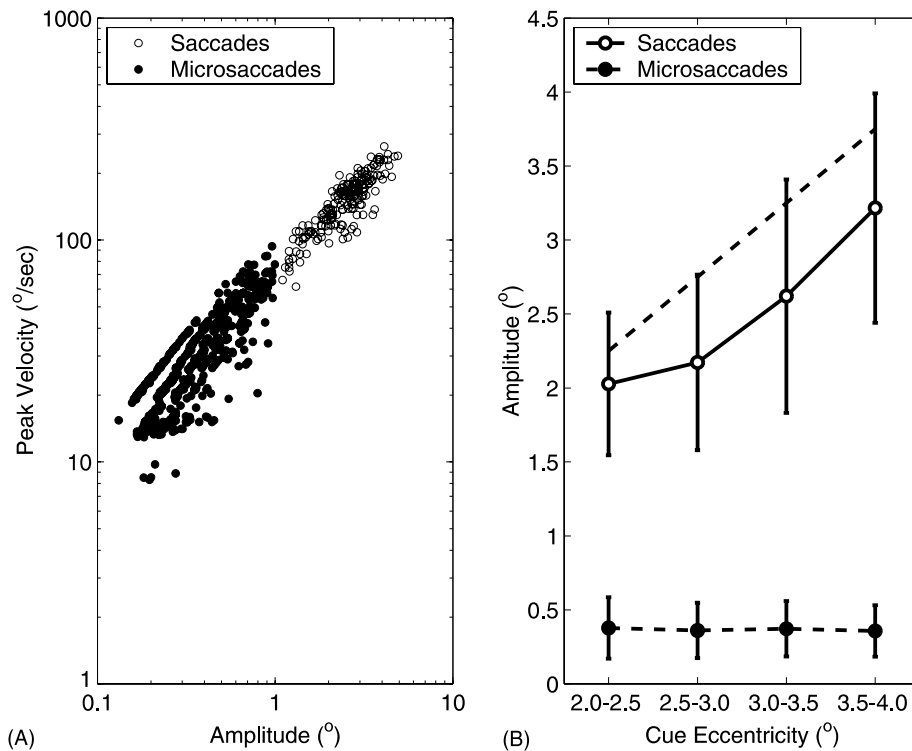 1000
100
10
1
Peak Velocity (°/sec)
Saccades
Microsaccades
0.1
1
10
Amplitude (°)
(A)
4.5
4
3.5
3
2.5
2
1.5
1
0.5
0
Amplitude (°)
Saccades
Microsaccades
2.0-2.5
2.5-3.0
3.0-3.5
3.5-4.0
Cue Eccentricity (°)
(B)